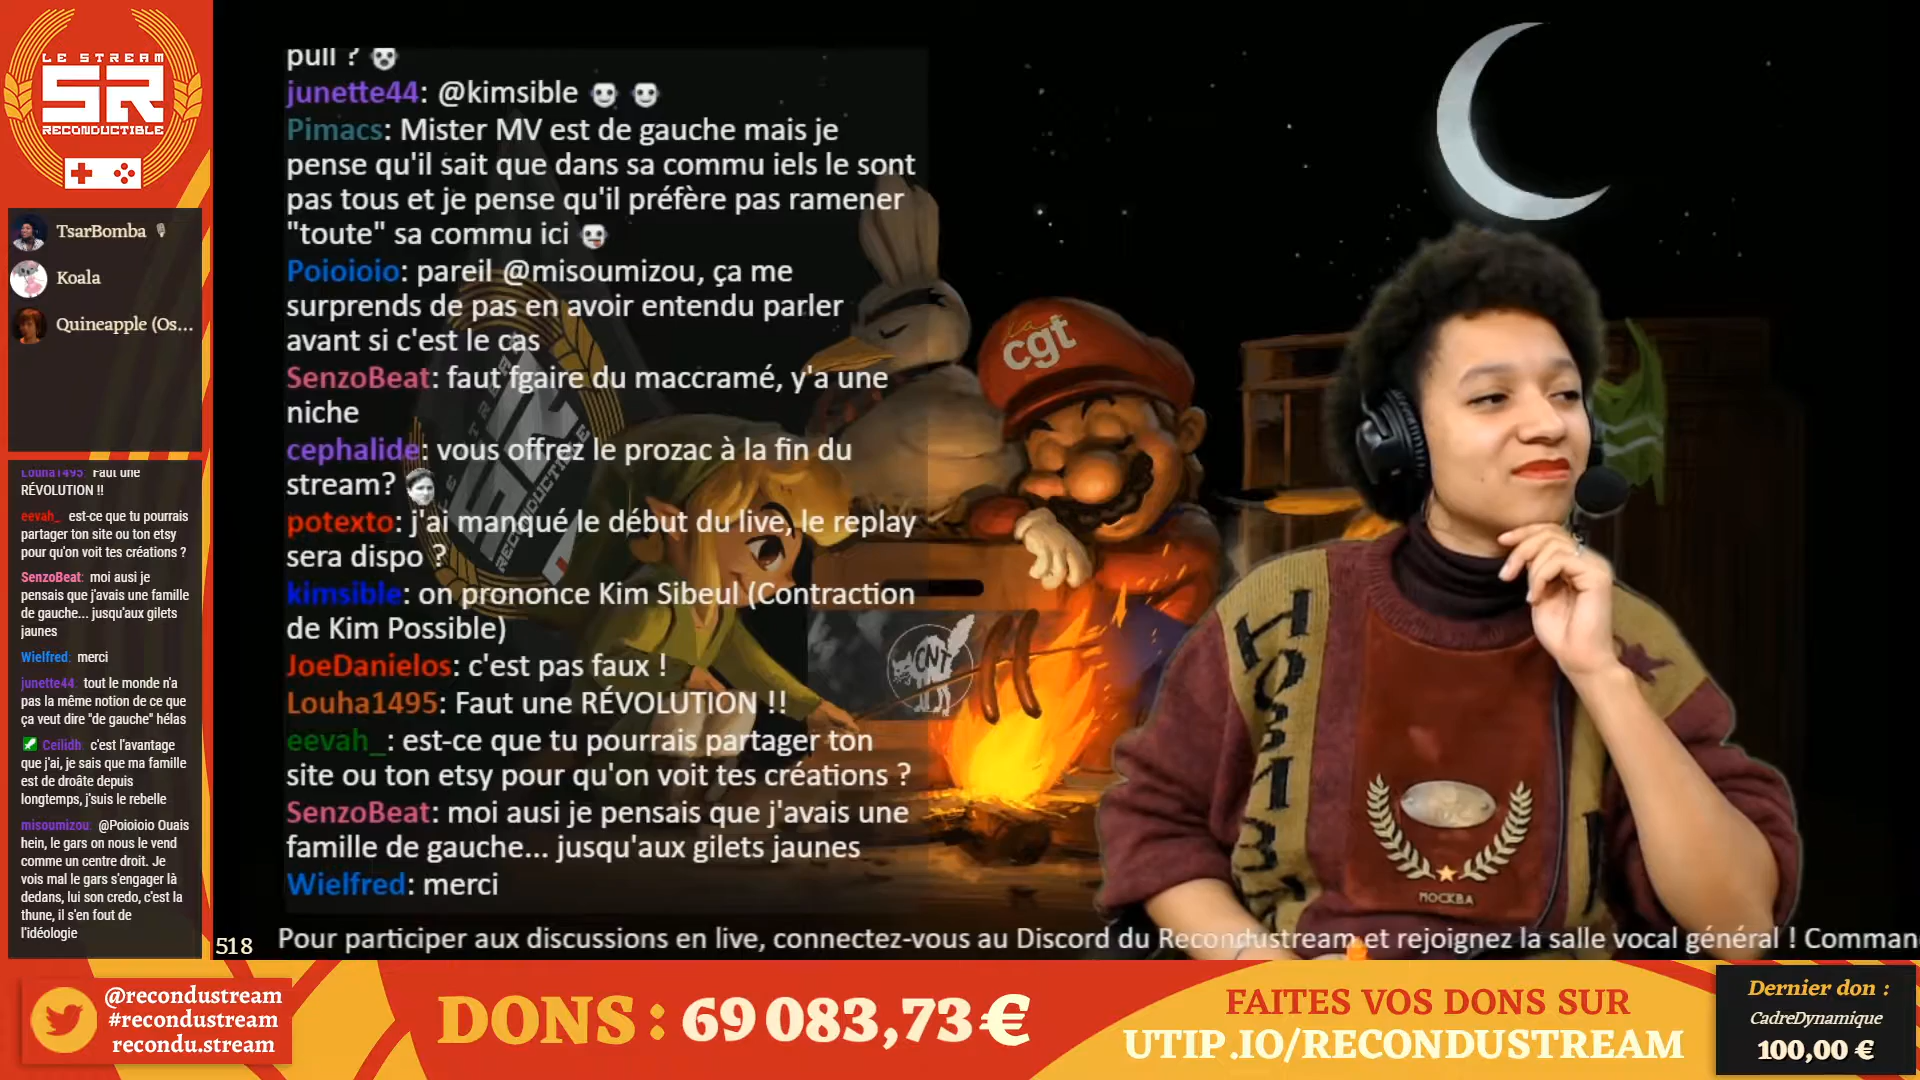 LE STREAM
SR
RECONDUCTIBLE
TsarBomba
Koala
Quineapple (Os...
Louha1495: Faut une
RÉVOLUTION !!
eevah_: est-ce que tu pourrais
partager ton site ou ton etsy
pour qu'on voit tes créations ?
SenzoBeat: moi ausi je
pensais que j'avais une famille
de gauche... jusqu'aux gilets
jaunes
Wielfred: merci
junette44: tout le monde n'a
pas la même notion de ce que
ça veut dire "de gauche" hélas
Ceilidh: c'est l'avantage
que j'ai, je sais que ma famille
est de droâte depuis
longtemps, j'suis le rebelle
misoumizou: @Poioioio Ouais
hein, le gars on nous le vend
comme un centre droit. Je
vois mal le gars s'engager là
dedans, lui son credo, c'est la
thune, il s'en fout de
l'idéologie
pull ?
junette44: @kimsible
Pimacs: Mister MV est de gauche mais je
pense qu'il sait que dans sa commu iels le sont
pas tous et je pense qu'il préfère pas ramener
"toute" sa commu ici
Poioioio: pareil @misoumizou, ça me
surprends de pas en avoir entendu parler
avant si c'est le cas
SenzoBeat: faut fgaire du maccramé, y'a une
niche
cephalide: vous offrez le prozac à la fin du
stream?
potexto: j'ai manqué le début du live, le replay
sera dispo ?
kimsible: on prononce Kim Sibeul (Contraction
de Kim Possible)
JoeDanielos: c'est pas faux !
Louha1495: Faut une RÉVOLUTION !!
eevah_: est-ce que tu pourrais partager ton
site ou ton etsy pour qu'on voit tes créations ?
SenzoBeat: moi ausi je pensais que j'avais une
famille de gauche... jusqu'aux gilets jaunes
Wielfred: merci
SR
RECONDUCTIBLE
la
cgt
CNT
МОСКВА
518
Pour participer aux discussions en live, connectez-vous au Discord du Recondustream et rejoignez la salle vocal général ! Comman
@recondustream
#recondustream
recondu.stream
DONS : 69 083,73 €
FAITES VOS DONS SUR
UTIP.IO/RECONDUSTREAM
Dernier don :
CadreDynamique
100,00 €